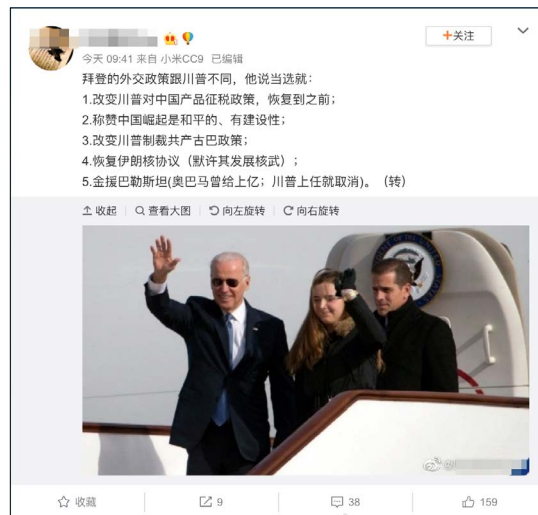 +关注
今天 09:41 来自 小米CC9 已编辑
拜登的外交政策跟川普不同，他说当选就：
1.改变川普对中国产品征税政策，恢复到之前；
2.称赞中国崛起是和平的、有建设性；
3.改变川普制裁共产古巴政策；
4.恢复伊朗核协议（默许其发展核武）；
5.金援巴勒斯坦(奥巴马曾给上亿；川普上任就取消)。（转）
收起 查看大图 向左旋转 向右旋转
收藏 9 38 159